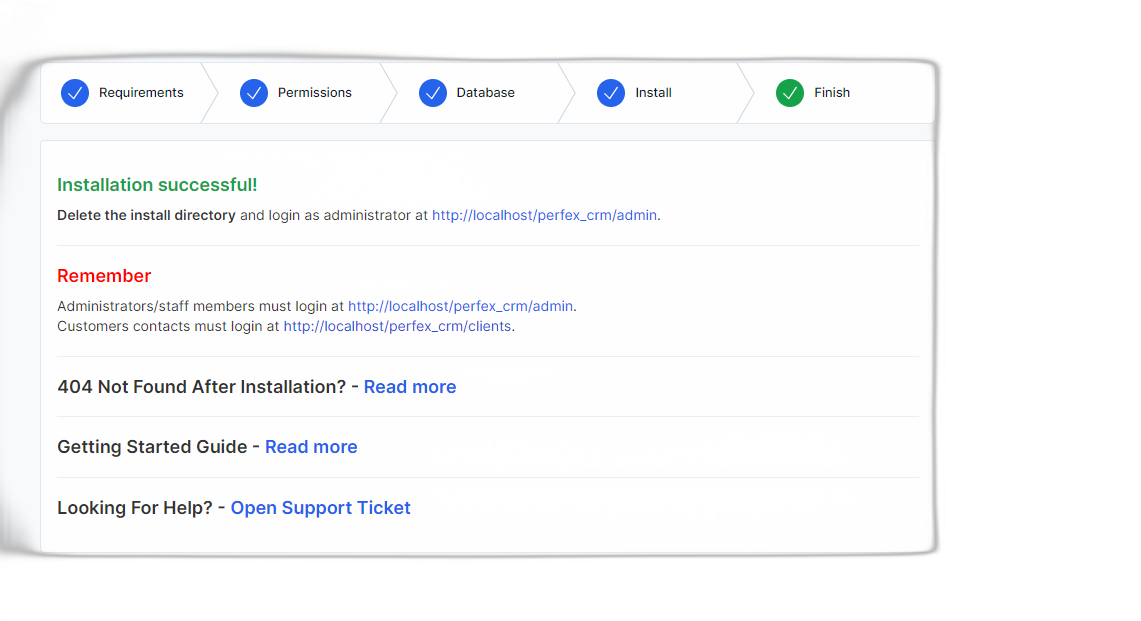 Requirements
Permissions
Database
Install
Finish
Installation successful!
Delete the install directory and login as administrator at http://localhost/perfex_crm/admin.
Remember
Administrators/staff members must login at http://localhost/perfex_crm/admin.
Customers contacts must login at http://localhost/perfex_crm/clients.
404 Not Found After Installation? - Read more
Getting Started Guide - Read more
Looking For Help? - Open Support Ticket